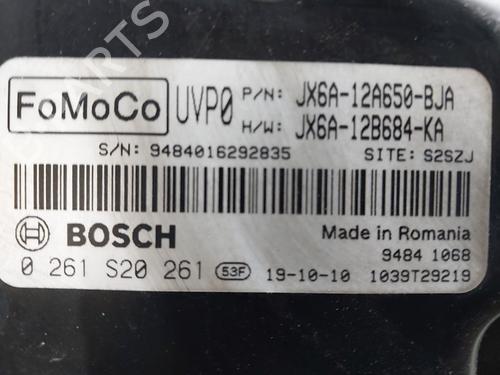 FoMoCo UVP0 P/N: JX6A-12A650-BJA
H/W: JX6A-12B684-KA
S/N: 9484016292835 SITE: S2SZJ
BOSCH Made in Romania
9484 1068
0 261 S20 261 53F 19-10-10 1039T29219
B-PARTS